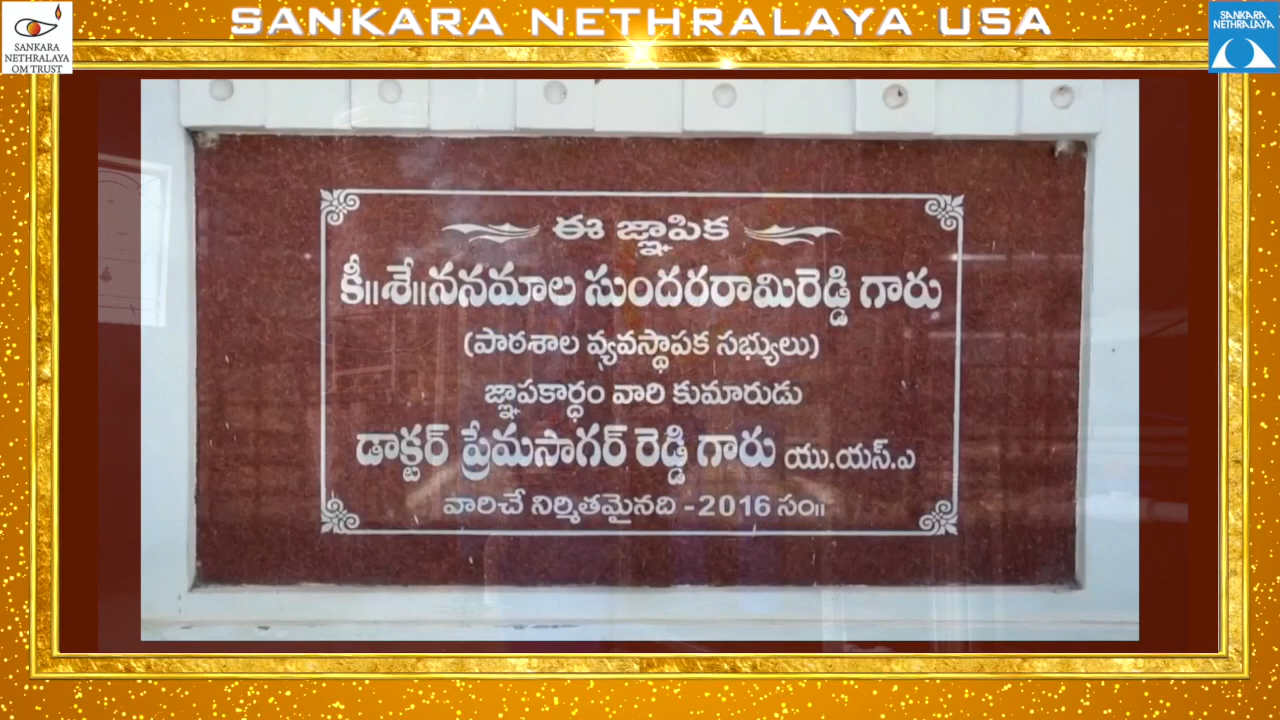 SANKARA NETHRALAYA USA
SANKARA
NETHRALAYA
OM TRUST
SANKARA
NETHRALAYA
ఈ జ్ఞాపిక
కీ॥శే॥ననమాల సుందరరామిరెడ్డి గారు
(పాఠశాల వ్యవస్థాపక సభ్యులు)
జ్ఞాపకార్ధం వారి కుమారుడు
డాక్టర్ ప్రేమసాగర్ రెడ్డి గారు యు.యస్.ఎ
వారిచే నిర్మితమైనది - 2016 సం॥